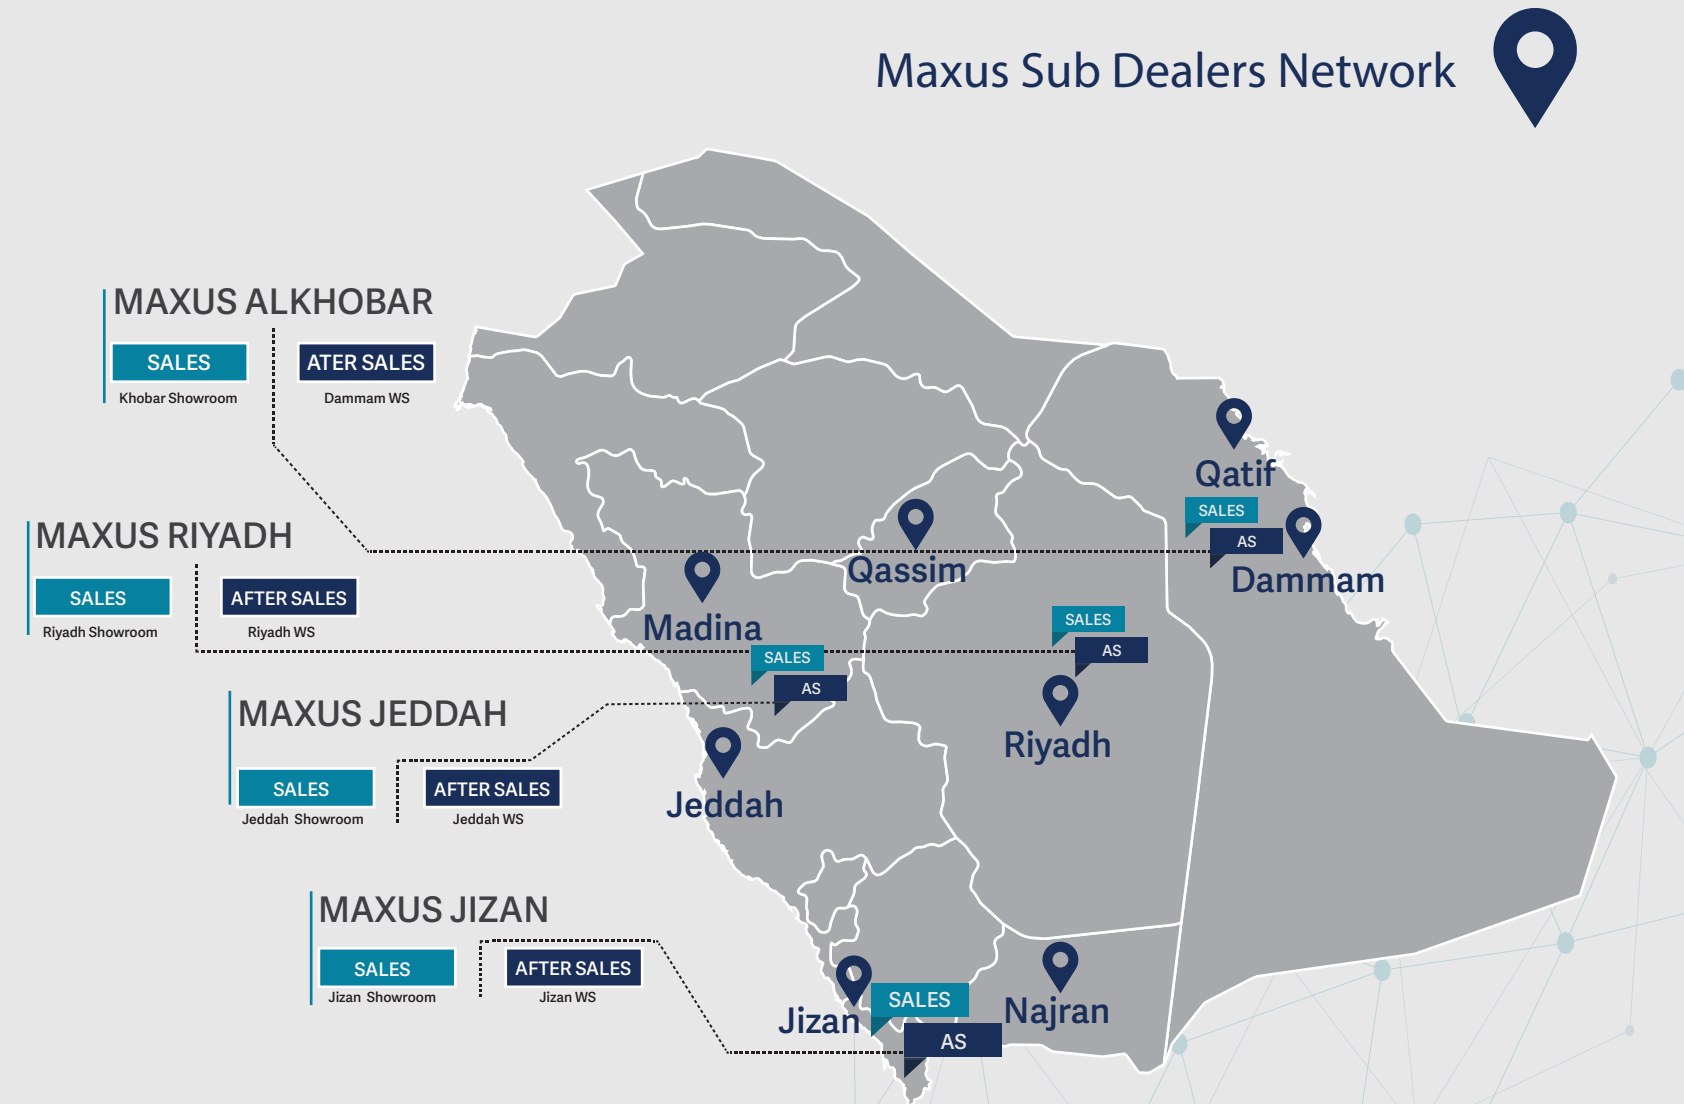 Maxus Sub Dealers Network
MAXUS ALKHOBAR
SALES
ATER SALES
Khobar Showroom
Dammam WS
MAXUS RIYADH
SALES
AFTER SALES
Riyadh Showroom
Riyadh WS
MAXUS JEDDAH
SALES
AFTER SALES
Jeddah Showroom
Jeddah WS
MAXUS JIZAN
SALES
AFTER SALES
Jizan Showroom
Jizan WS
Qatif
SALES
AS
Dammam
Qassim
Madina
SALES
AS
SALES
AS
Riyadh
Jeddah
Jizan
SALES
AS
Najran